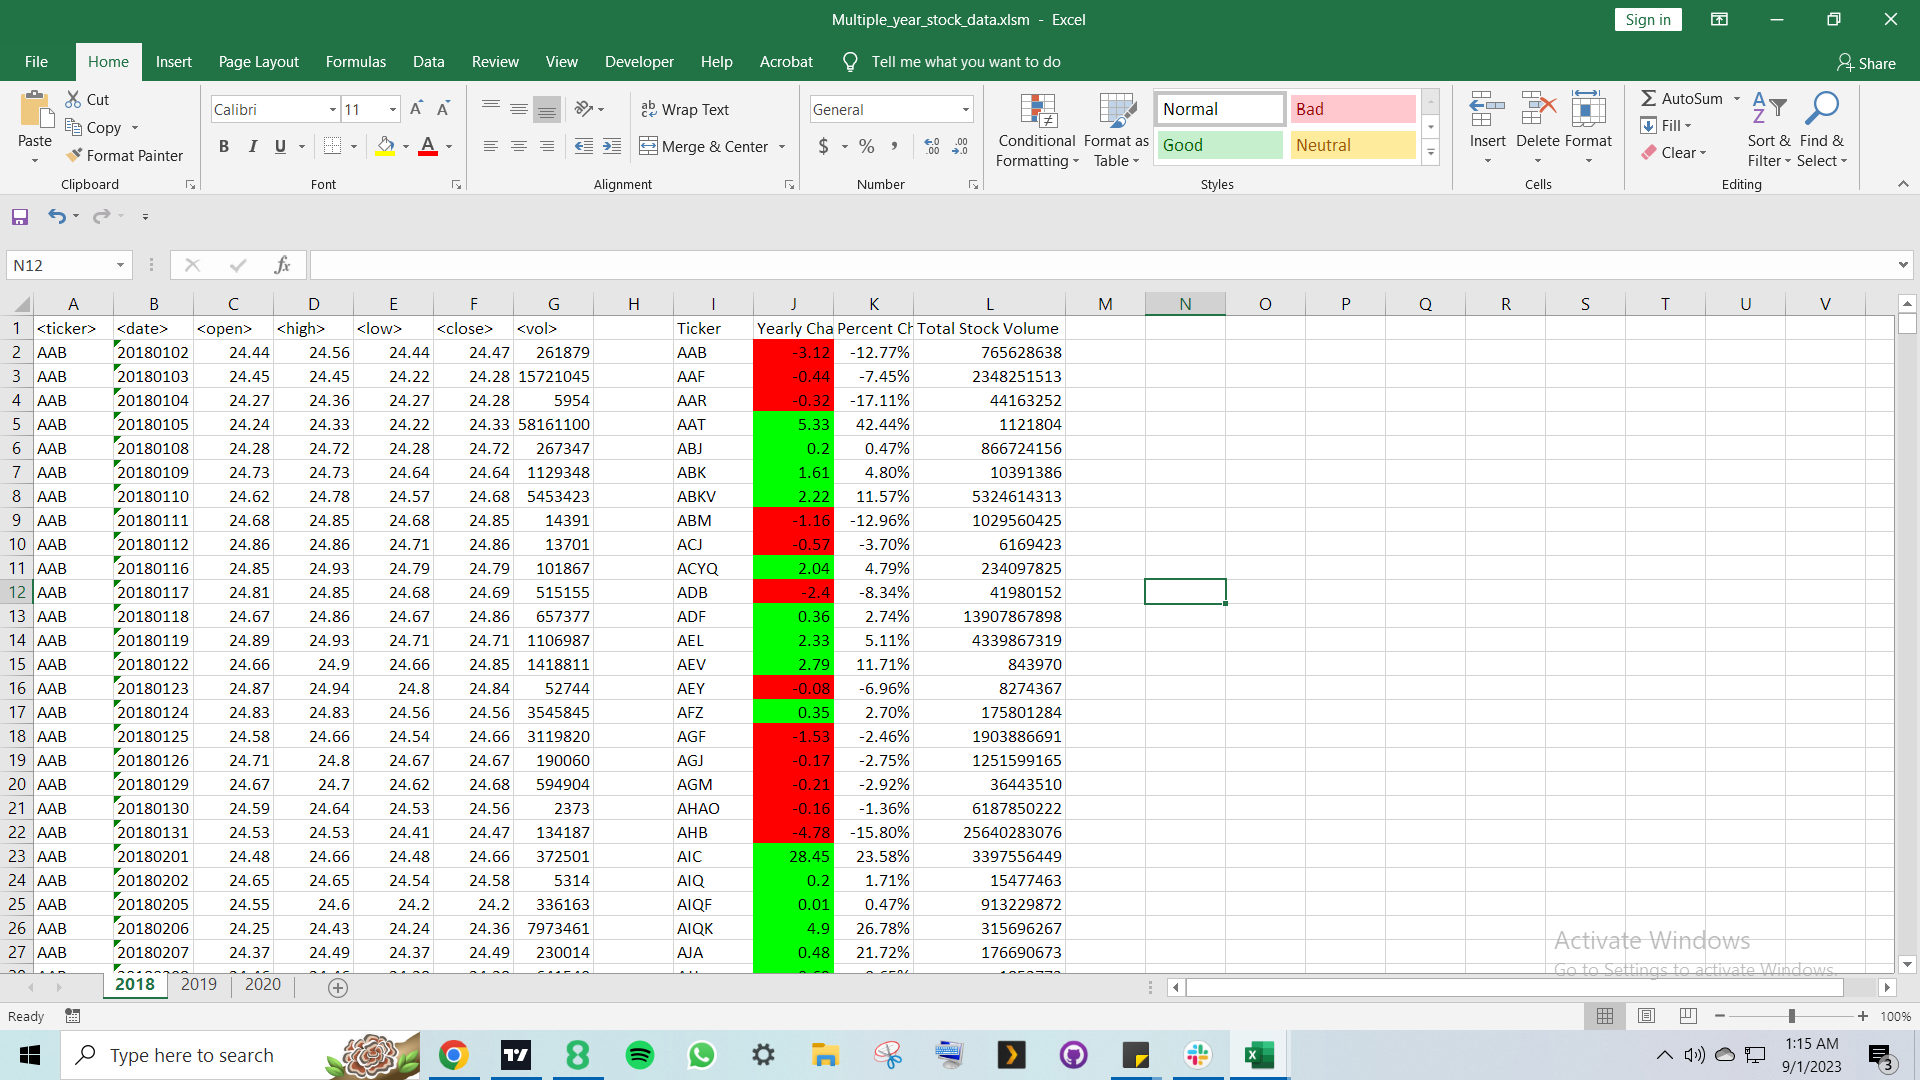 Multiple_year_stock_data.xlsm - Excel
Sign in
File Home Insert Page Layout Formulas Data Review View Developer Help Acrobat Tell me what you want to do Share
Paste Cut Copy Format Painter Clipboard
Calibri 11 B I U A Font
Wrap Text Merge & Center Alignment
General $ % , Number
Conditional Formatting Format as Table Normal Bad Good Neutral Styles
Insert Delete Format Cells
AutoSum Fill Clear Sort & Filter Find & Select Editing
N12 fx
A B C D E F G H I J K L M N O P Q R S T U V
1 <ticker> <date> <open> <high> <low> <close> <vol> Ticker Yearly Cha Percent Ch Total Stock Volume
2 AAB 20180102 24.44 24.56 24.44 24.47 261879 AAB -3.12 -12.77% 765628638
3 AAB 20180103 24.45 24.45 24.22 24.28 15721045 AAF -0.44 -7.45% 2348251513
4 AAB 20180104 24.27 24.36 24.27 24.28 5954 AAR -0.32 -17.11% 44163252
5 AAB 20180105 24.24 24.33 24.22 24.33 58161100 AAT 5.33 42.44% 1121804
6 AAB 20180108 24.28 24.72 24.28 24.72 267347 ABJ 0.2 0.47% 866724156
7 AAB 20180109 24.73 24.73 24.64 24.64 1129348 ABK 1.61 4.80% 10391386
8 AAB 20180110 24.62 24.78 24.57 24.68 5453423 ABKV 2.22 11.57% 5324614313
9 AAB 20180111 24.68 24.85 24.68 24.85 14391 ABM -1.16 -12.96% 1029560425
10 AAB 20180112 24.86 24.86 24.71 24.86 13701 ACJ -0.57 -3.70% 6169423
11 AAB 20180116 24.85 24.93 24.79 24.79 101867 ACYQ 2.04 4.79% 234097825
12 AAB 20180117 24.81 24.85 24.68 24.69 515155 ADB -2.4 -8.34% 41980152
13 AAB 20180118 24.67 24.86 24.67 24.86 657377 ADF 0.36 2.74% 13907867898
14 AAB 20180119 24.89 24.93 24.71 24.71 1106987 AEL 2.33 5.11% 4339867319
15 AAB 20180122 24.66 24.9 24.66 24.85 1418811 AEV 2.79 11.71% 843970
16 AAB 20180123 24.87 24.94 24.8 24.84 52744 AEY -0.08 -6.96% 8274367
17 AAB 20180124 24.83 24.83 24.56 24.56 3545845 AFZ 0.35 2.70% 175801284
18 AAB 20180125 24.58 24.66 24.54 24.66 3119820 AGF -1.53 -2.46% 1903886691
19 AAB 20180126 24.71 24.8 24.67 24.67 190060 AGJ -0.17 -2.75% 1251599165
20 AAB 20180129 24.67 24.7 24.62 24.68 594904 AGM -0.21 -2.92% 36443510
21 AAB 20180130 24.59 24.64 24.53 24.56 2373 AHAO -0.16 -1.36% 6187850222
22 AAB 20180131 24.53 24.53 24.41 24.47 134187 AHB -4.78 -15.80% 25640283076
23 AAB 20180201 24.48 24.66 24.48 24.66 372501 AIC 28.45 23.58% 3397556449
24 AAB 20180202 24.65 24.65 24.54 24.58 5314 AIQ 0.2 1.71% 15477463
25 AAB 20180205 24.55 24.6 24.2 24.2 336163 AIQF 0.01 0.47% 913229872
26 AAB 20180206 24.25 24.43 24.24 24.36 7973461 AIQK 4.9 26.78% 315696267
27 AAB 20180207 24.37 24.49 24.37 24.49 230014 AJA 0.48 21.72% 176690673
Activate Windows
Go to Settings to activate Windows.
2018 2019 2020
Ready 100%
Type here to search
1:15 AM
9/1/2023
3